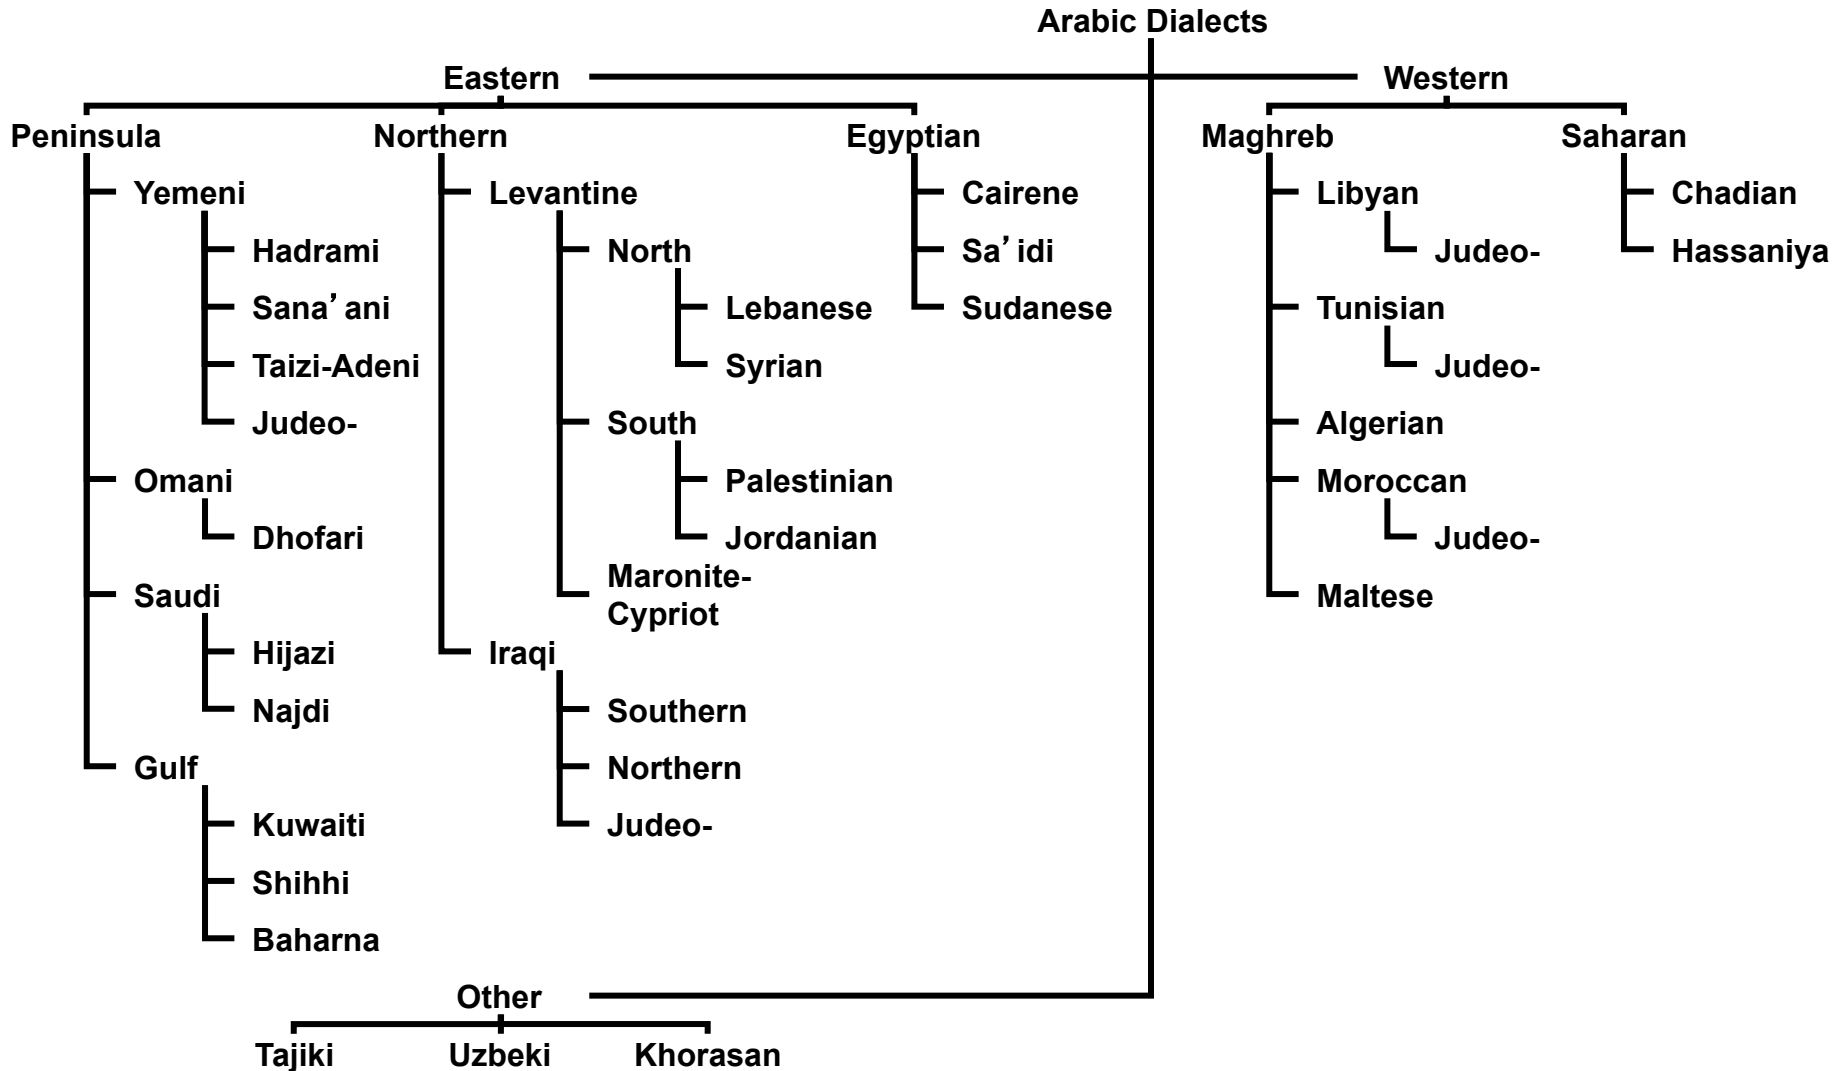 Arabic Dialects
Eastern
Western
Peninsula
Northern
Egyptian
Maghreb
Saharan
Yemeni
Hadrami
Sana’ani
Taizi-Adeni
Judeo-
Omani
Dhofari
Saudi
Hijazi
Najdi
Gulf
Kuwaiti
Shihhi
Baharna
Levantine
North
Lebanese
Syrian
South
Palestinian
Jordanian
Maronite-
Cypriot
Iraqi
Southern
Northern
Judeo-
Cairene
Sa’idi
Sudanese
Libyan
Judeo-
Tunisian
Judeo-
Algerian
Moroccan
Judeo-
Maltese
Chadian
Hassaniya
Other
Tajiki
Uzbeki
Khorasan